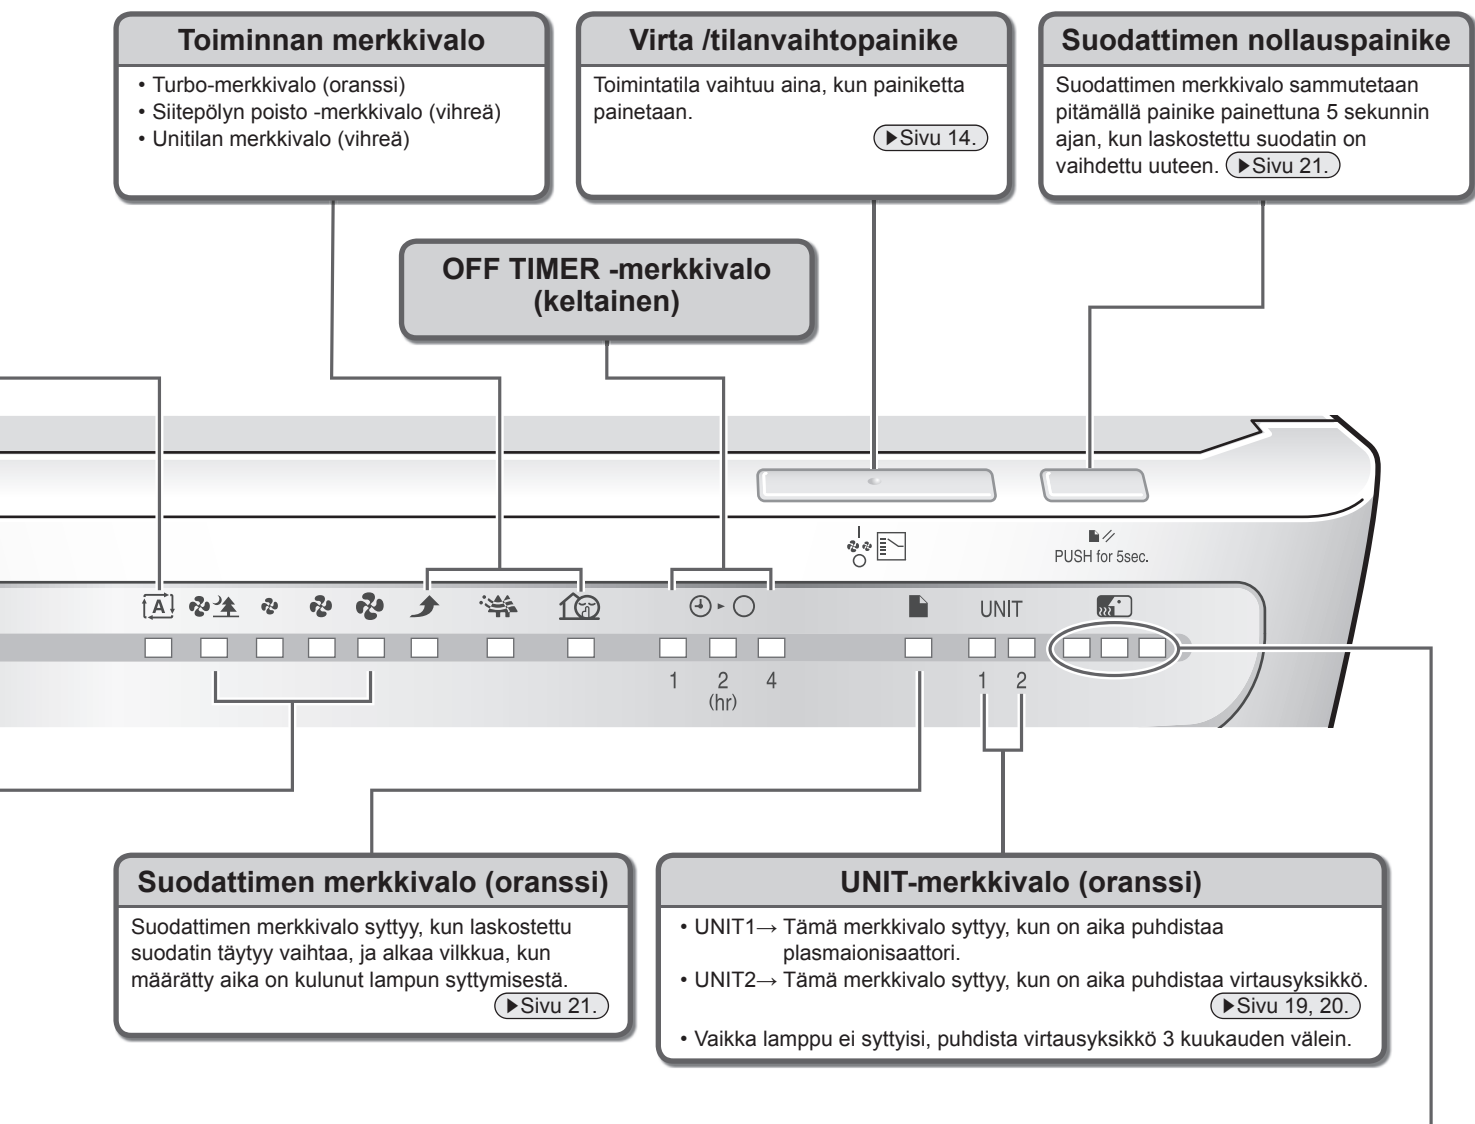 Toiminnan merkkivalo
• Turbo-merkkivalo (oranssi)
• Siitepölyn poisto -merkkivalo (vihreä)
• Unitilan merkkivalo (vihreä)
Virta /tilanvaihtopainike
Toimintatila vaihtuu aina, kun painiketta
painetaan.
▶Sivu 14.
Suodattimen nollauspainike
Suodattimen merkkivalo sammutetaan
pitämällä painike painettuna 5 sekunnin
ajan, kun laskostettu suodatin on
vaihdettu uuteen. ▶Sivu 21.
OFF TIMER -merkkivalo
(keltainen)
PUSH for 5sec.
A
UNIT
1 2 4
(hr)
1 2
Suodattimen merkkivalo (oranssi)
Suodattimen merkkivalo syttyy, kun laskostettu
suodatin täytyy vaihtaa, ja alkaa vilkkua, kun
määrätty aika on kulunut lampun syttymisestä.
▶Sivu 21.
UNIT-merkkivalo (oranssi)
• UNIT1→ Tämä merkkivalo syttyy, kun on aika puhdistaa
plasmaionisaattori.
• UNIT2→ Tämä merkkivalo syttyy, kun on aika puhdistaa virtausyksikkö.
▶Sivu 19, 20.
• Vaikka lamppu ei syttyisi, puhdista virtausyksikkö 3 kuukauden välein.